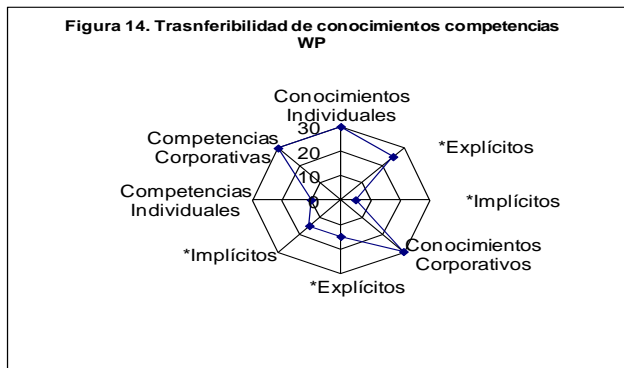 Figura 14. Trasnferibilidad de conocimientos competencias
WP
Conocimientos
Individuales
*Explícitos
*Implícitos
Conocimientos
Corporativos
*Explícitos
*Implícitos
Competencias
Individuales
Competencias
Corporativas
30
20
10
0